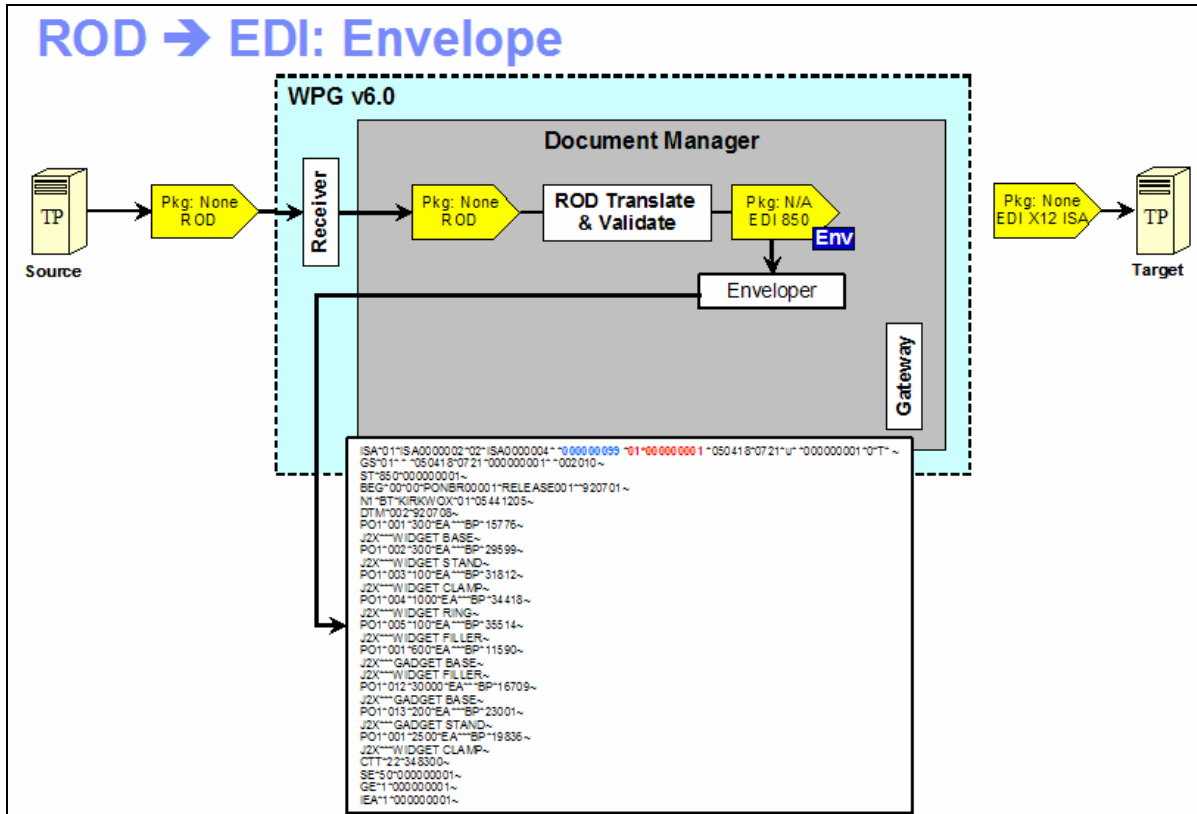 ROD ➔ EDI: Envelope
WPG v6.0
Document Manager
TP
Source
Pkg: None
ROD
Receiver
Pkg: None
ROD
ROD Translate
& Validate
Pkg: N/A
EDI 850
Env
Enveloper
Gateway
Pkg: None
EDI X12 ISA
TP
Target
ISA*01*ISA0000002*02*ISA0000004* *000000099 *01*000000001 *050418*0721*u* *000000001*0*T* ~
GS*01* * *050418*0721*000000001* *002010~
ST*850*000000001~
BEG*00*00*PONBR00001*RELEASE001**920701~
N1*BT*KIRKWOX*01*05441205~
DTM*002*920708~
PO1*001*300*EA***BP*15776~
J2X***WIDGET BASE~
PO1*002*300*EA***BP*29599~
J2X***WIDGET STAND~
PO1*003*100*EA***BP*31812~
J2X***WIDGET CLAMP~
PO1*004*1000*EA***BP*34418~
J2X***WIDGET RING~
PO1*005*100*EA***BP*35514~
J2X***WIDGET FILLER~
PO1*001*600*EA***BP*11590~
J2X***GADGET BASE~
J2X***WIDGET FILLER~
PO1*012*30000*EA***BP*16709~
J2X***GADGET BASE~
PO1*013*200*EA***BP*23001~
J2X***GADGET STAND~
PO1*001*2500*EA***BP*19836~
J2X***WIDGET CLAMP~
CTT*22*348300~
SE*50*000000001~
GE*1*000000001~
IEA*1*000000001~